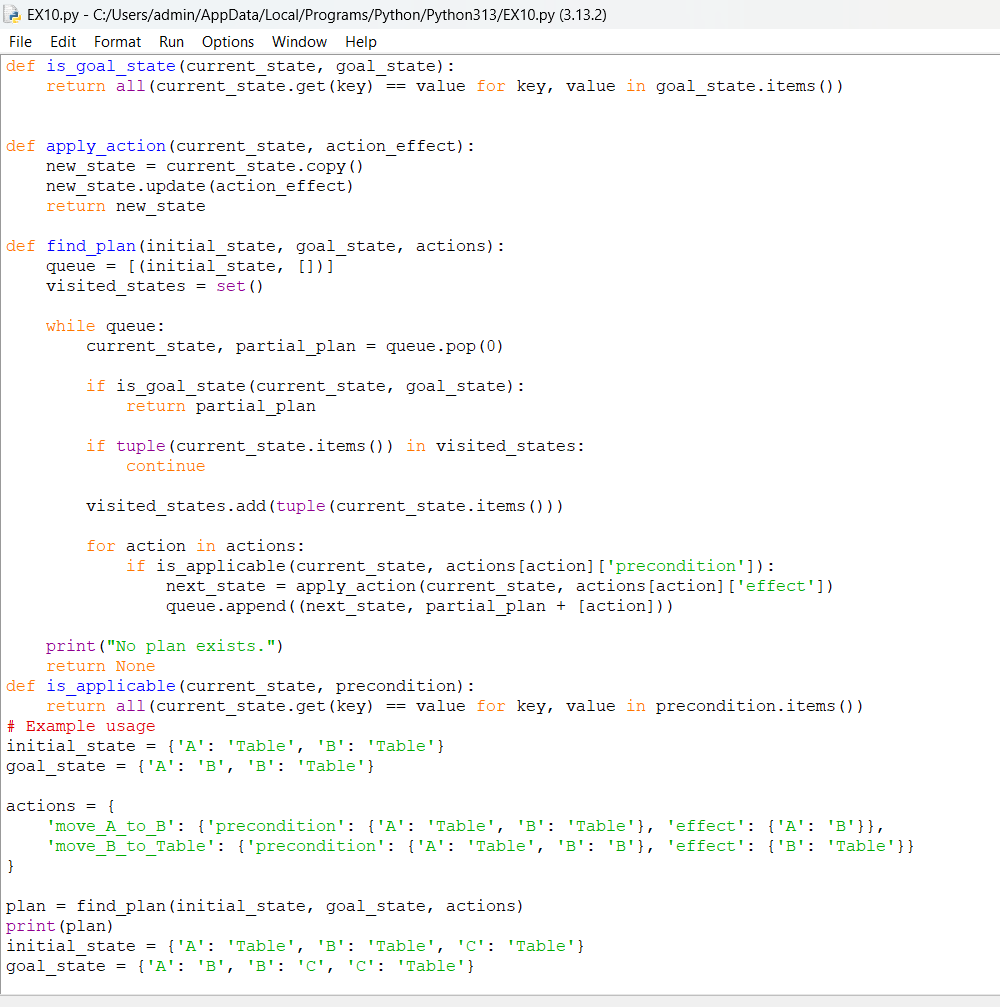 EX10.py - C:/Users/admin/AppData/Local/Programs/Python/Python313/EX10.py (3.13.2)
File Edit Format Run Options Window Help
def is_goal_state(current_state, goal_state):
    return all(current_state.get(key) == value for key, value in goal_state.items())
def apply_action(current_state, action_effect):
    new_state = current_state.copy()
    new_state.update(action_effect)
    return new_state
def find_plan(initial_state, goal_state, actions):
    queue = [(initial_state, [])]
    visited_states = set()
    while queue:
        current_state, partial_plan = queue.pop(0)
        if is_goal_state(current_state, goal_state):
            return partial_plan
        if tuple(current_state.items()) in visited_states:
            continue
        visited_states.add(tuple(current_state.items()))
        for action in actions:
            if is_applicable(current_state, actions[action]['precondition']):
                next_state = apply_action(current_state, actions[action]['effect'])
                queue.append((next_state, partial_plan + [action]))
    print("No plan exists.")
    return None
def is_applicable(current_state, precondition):
    return all(current_state.get(key) == value for key, value in precondition.items())
# Example usage
initial_state = {'A': 'Table', 'B': 'Table'}
goal_state = {'A': 'B', 'B': 'Table'}
actions = {
    'move_A_to_B': {'precondition': {'A': 'Table', 'B': 'Table'}, 'effect': {'A': 'B'}},
    'move_B_to_Table': {'precondition': {'A': 'Table', 'B': 'B'}, 'effect': {'B': 'Table'}}
}
plan = find_plan(initial_state, goal_state, actions)
print(plan)
initial_state = {'A': 'Table', 'B': 'Table', 'C': 'Table'}
goal_state = {'A': 'B', 'B': 'C', 'C': 'Table'}